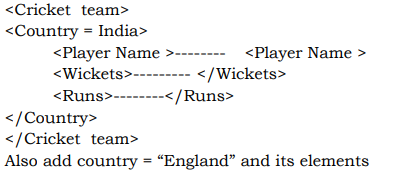 <Cricket team>
<Country = India>
<Player Name >-------- <Player Name >
<Wickets>--------- </Wickets>
<Runs>--------</Runs>
</Country>
</Cricket team>
Also add country = “England” and its elements